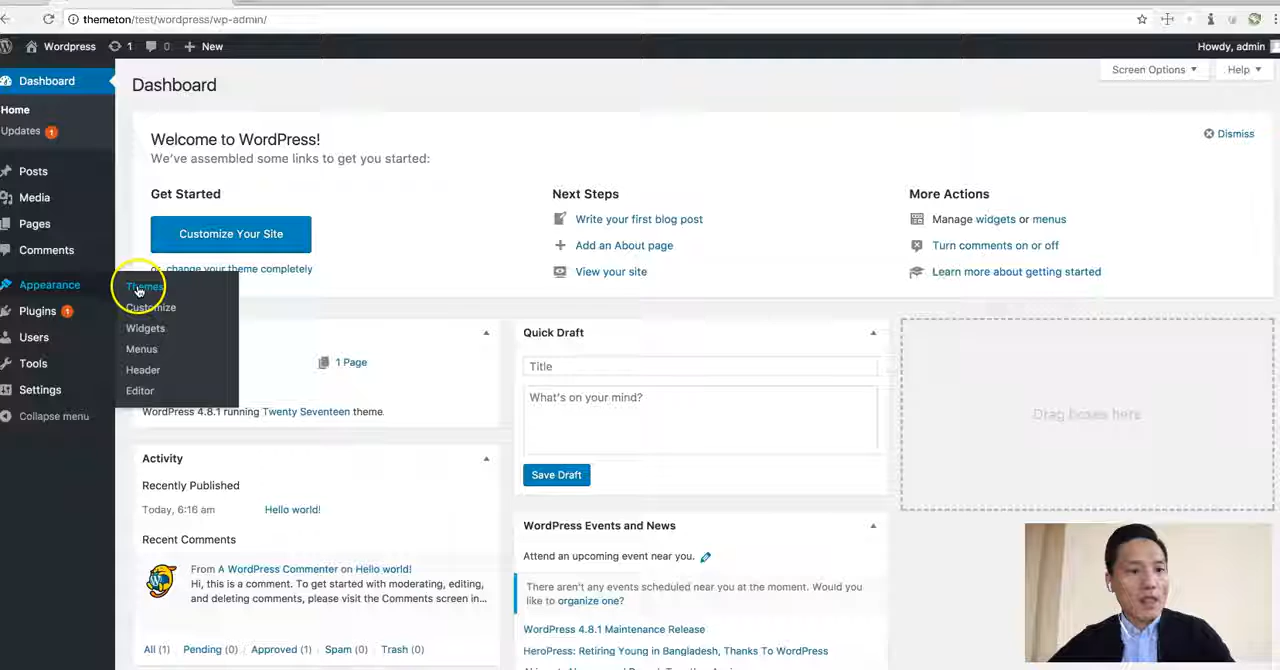 themeton/test/wordpress/wp-admin/
Wordpress 1 0 New
Howdy, admin
Dashboard
Home
Updates 1
Posts
Media
Pages
Comments
Appearance
Plugins 1
Users
Tools
Settings
Collapse menu
Themes
Customize
Widgets
Menus
Header
Editor
Dashboard
Screen Options
Help
Welcome to WordPress!
We've assembled some links to get you started:
Dismiss
Get Started
Customize Your Site
or, change your theme completely
Next Steps
Write your first blog post
Add an About page
View your site
More Actions
Manage widgets or menus
Turn comments on or off
Learn more about getting started
1 Page
WordPress 4.8.1 running Twenty Seventeen theme.
Activity
Recently Published
Today, 6:16 am Hello world!
Recent Comments
From A WordPress Commenter on Hello world!
Hi, this is a comment. To get started with moderating, editing,
and deleting comments, please visit the Comments screen in...
All (1) Pending (0) Approved (1) Spam (0) Trash (0)
Quick Draft
Title
What's on your mind?
Save Draft
WordPress Events and News
Attend an upcoming event near you.
There aren't any events scheduled near you at the moment. Would you
like to organize one?
WordPress 4.8.1 Maintenance Release
HeroPress: Retiring Young in Bangladesh, Thanks To WordPress
Drag boxes here